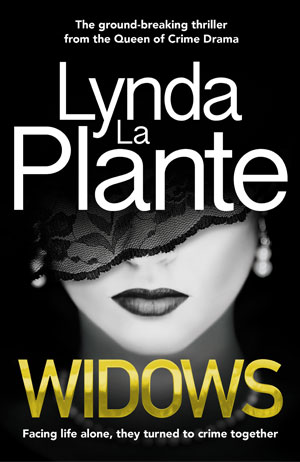 The ground-breaking thriller
from the Queen of Crime Drama
Lynda
La
Plante
WIDOWS
Facing life alone, they turned to crime together